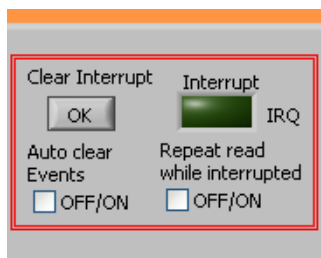 Clear Interrupt
Interrupt
OK
IRQ
Auto clear
Events
OFF/ON
Repeat read
while interrupted
OFF/ON